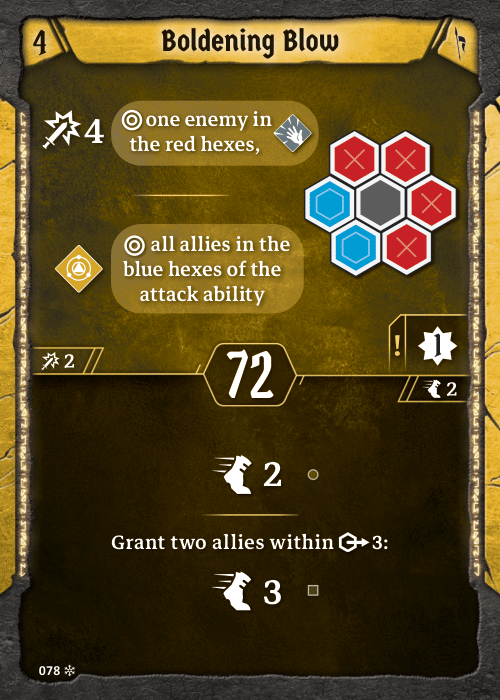 4
Boldening Blow
4
one enemy in
the red hexes,
all allies in the
blue hexes of the
attack ability
! 1
2
72
2
2
Grant two allies within 3:
3
078